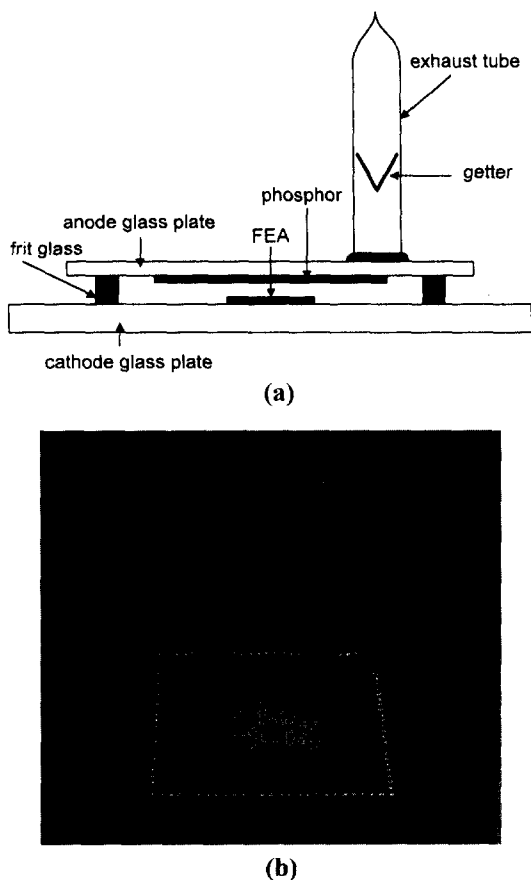 exhaust tube
getter
phosphor
anode glass plate
FEA
frit glass
cathode glass plate
(a)
(b)